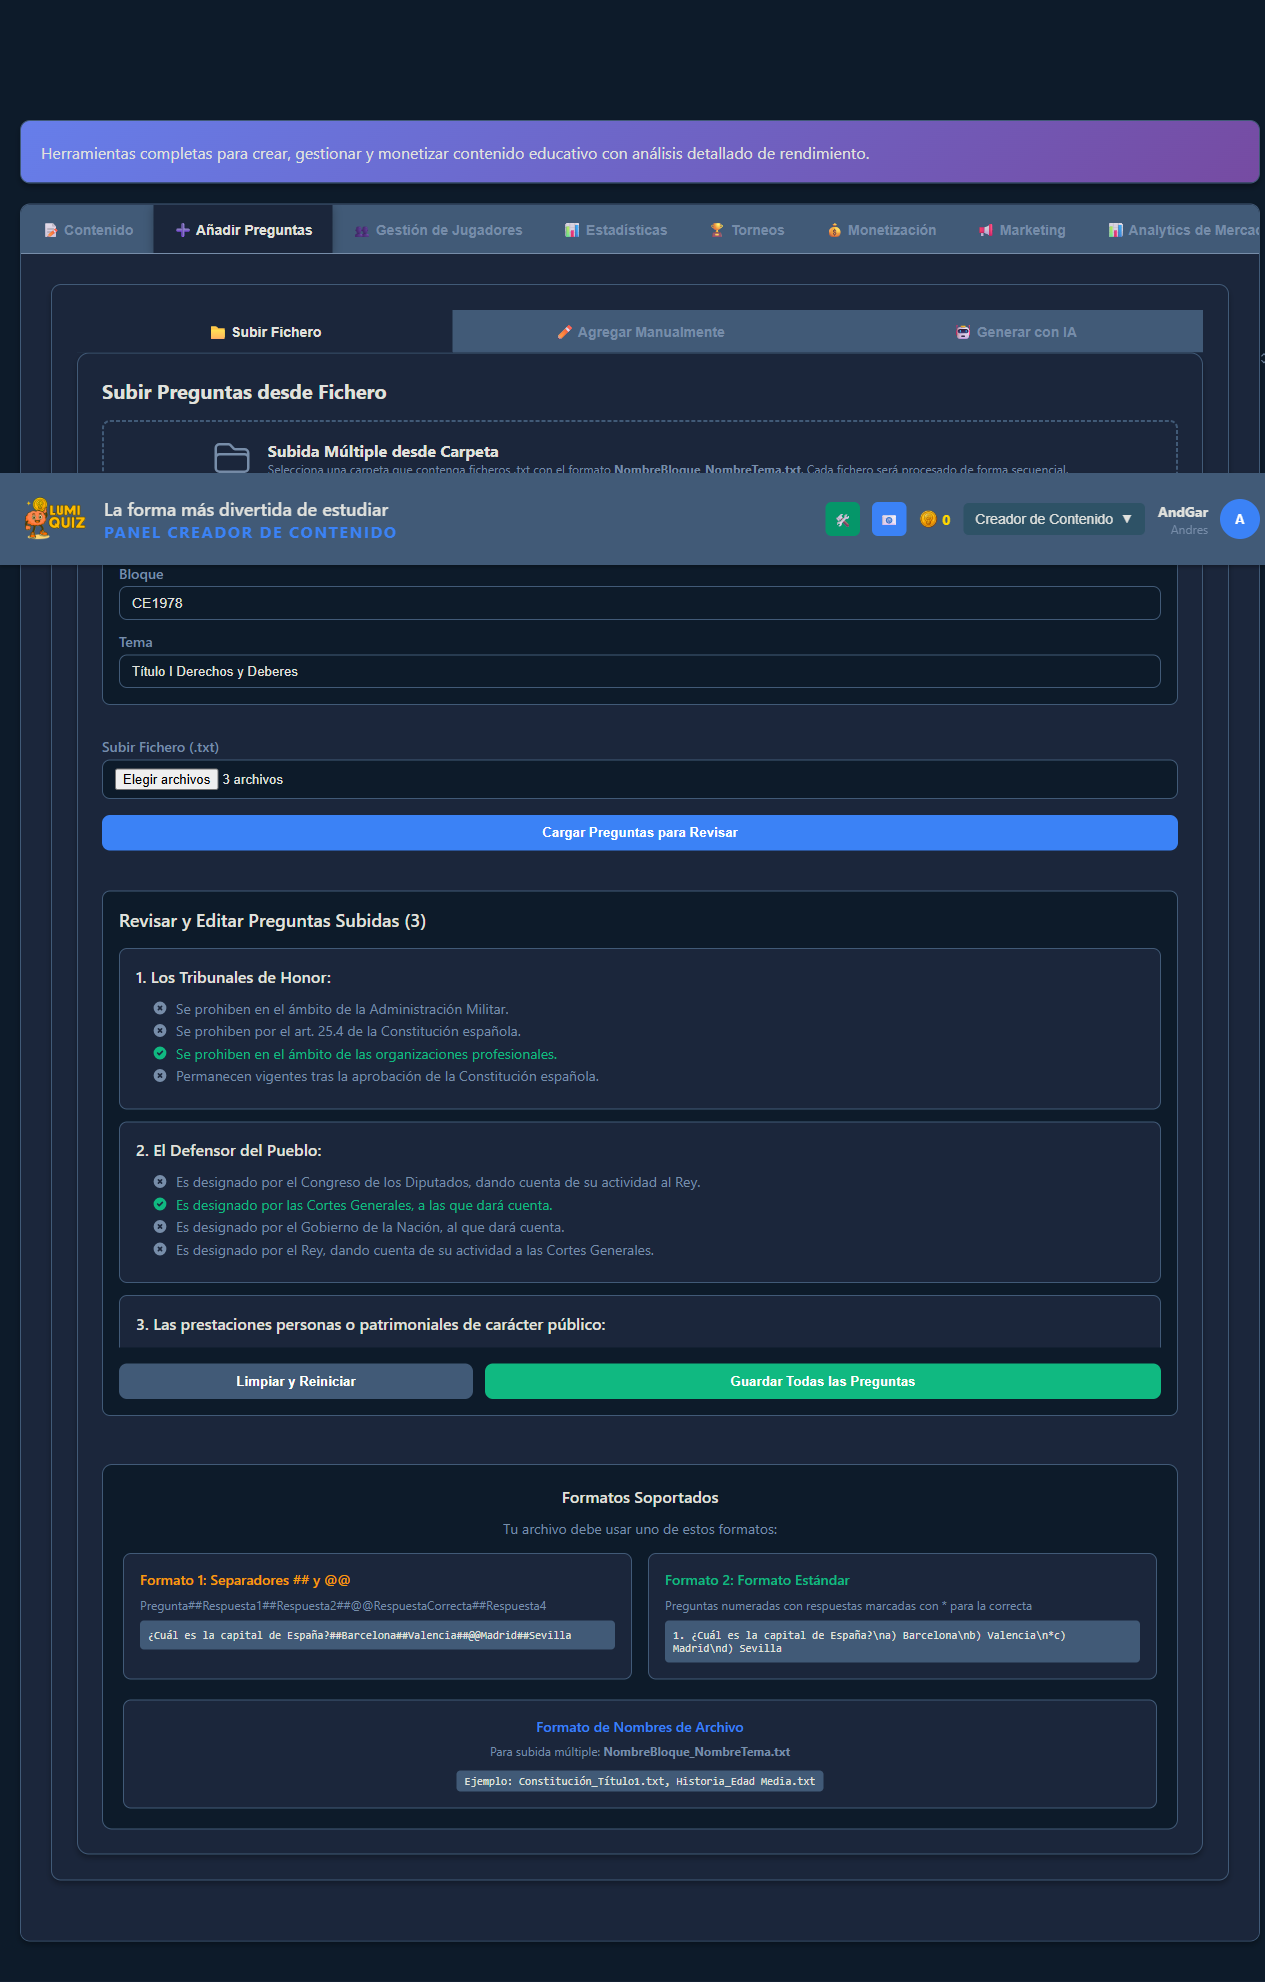 Herramientas completas para crear, gestionar y monetizar contenido educativo con análisis detallado de rendimiento.
Contenido
Añadir Preguntas
Gestión de Jugadores
Estadísticas
Torneos
Monetización
Marketing
Analytics de Mercad
Subir Fichero
Agregar Manualmente
Generar con IA
Subir Preguntas desde Fichero
Subida Múltiple desde Carpeta
Selecciona una carpeta que contenga ficheros .txt con el formato NombreBloque_NombreTema.txt. Cada fichero será procesado de forma secuencial.
LUMI
QUIZ
La forma más divertida de estudiar
PANEL CREADOR DE CONTENIDO
0
Creador de Contenido ▼
AndGar
Andres
A
Bloque
CE1978
Tema
Título I Derechos y Deberes
Subir Fichero (.txt)
Elegir archivos 3 archivos
Cargar Preguntas para Revisar
Revisar y Editar Preguntas Subidas (3)
1. Los Tribunales de Honor:
Se prohiben en el ámbito de la Administración Militar.
Se prohiben por el art. 25.4 de la Constitución española.
Se prohiben en el ámbito de las organizaciones profesionales.
Permanecen vigentes tras la aprobación de la Constitución española.
2. El Defensor del Pueblo:
Es designado por el Congreso de los Diputados, dando cuenta de su actividad al Rey.
Es designado por las Cortes Generales, a las que dará cuenta.
Es designado por el Gobierno de la Nación, al que dará cuenta.
Es designado por el Rey, dando cuenta de su actividad a las Cortes Generales.
3. Las prestaciones personas o patrimoniales de carácter público:
Limpiar y Reiniciar
Guardar Todas las Preguntas
Formatos Soportados
Tu archivo debe usar uno de estos formatos:
Formato 1: Separadores ## y @@
Pregunta##Respuesta1##Respuesta2##@@RespuestaCorrecta##Respuesta4
¿Cuál es la capital de España?##Barcelona##Valencia##@@Madrid##Sevilla
Formato 2: Formato Estándar
Preguntas numeradas con respuestas marcadas con * para la correcta
1. ¿Cuál es la capital de España?\na) Barcelona\nb) Valencia\n*c)
Madrid\nd) Sevilla
Formato de Nombres de Archivo
Para subida múltiple: NombreBloque_NombreTema.txt
Ejemplo: Constitución_Título1.txt, Historia_Edad Media.txt